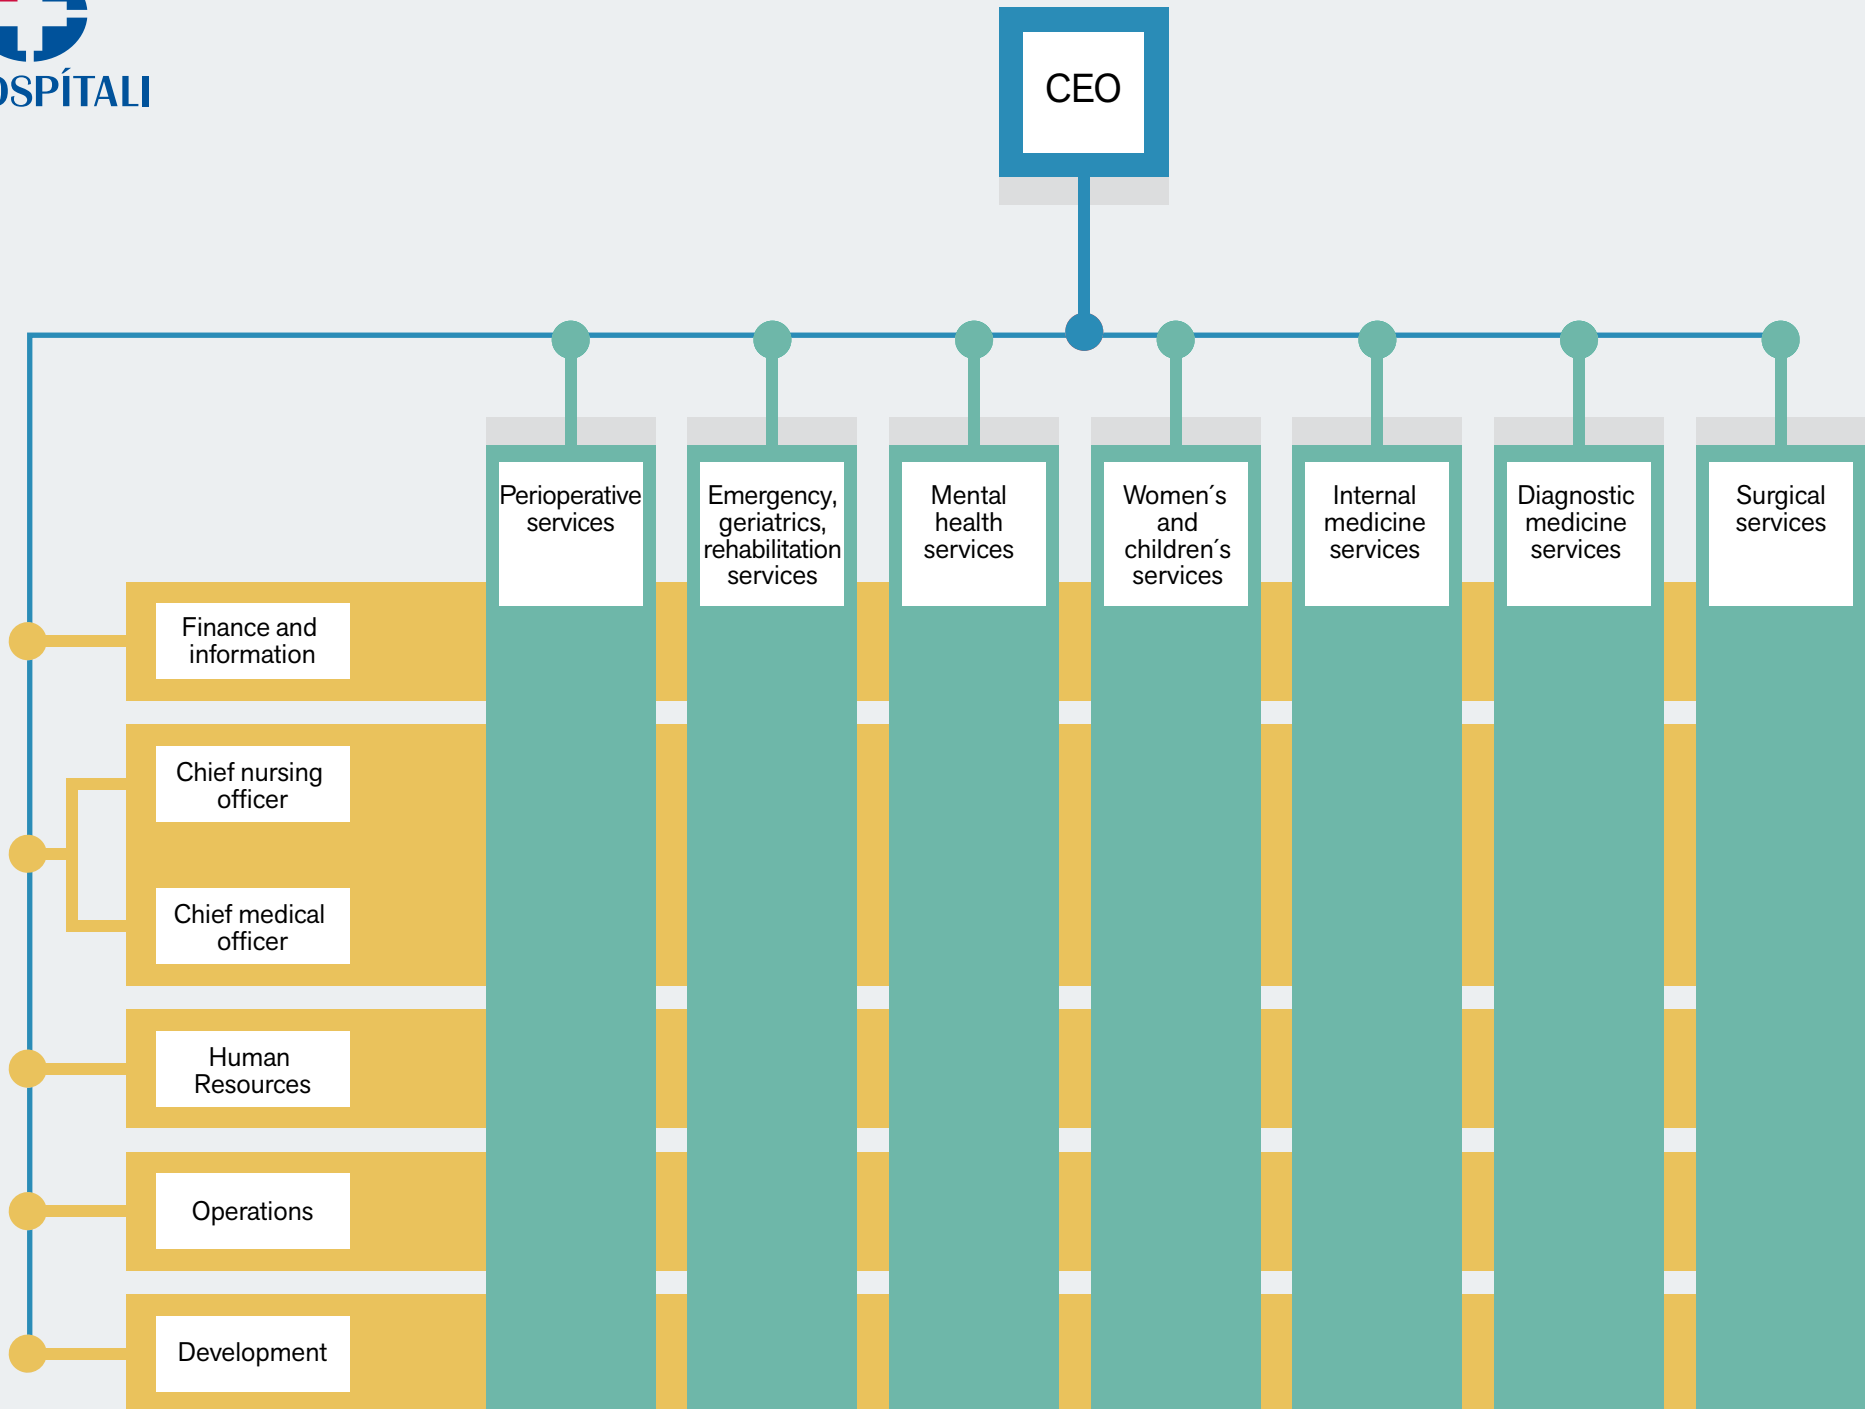 OSPÍTALI
CEO
Perioperative
services
Emergency,
geriatrics,
rehabilitation
services
Mental
health
services
Women´s
and
children´s
services
Internal
medicine
services
Diagnostic
medicine
services
Surgical
services
Finance and
information
Chief nursing
officer
Chief medical
officer
Human
Resources
Operations
Development